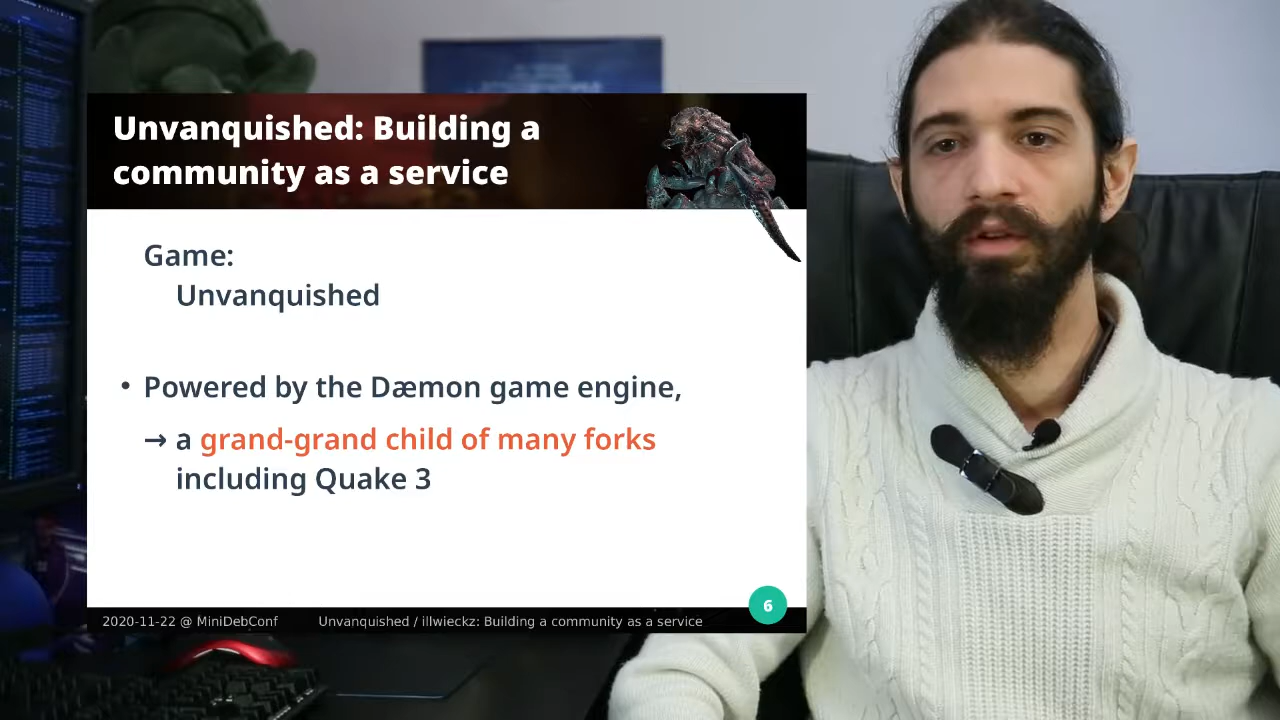 Unvanquished: Building a
community as a service
Game:
Unvanquished
• Powered by the Dæmon game engine,
→ a grand-grand child of many forks
including Quake 3
6
2020-11-22 @ MiniDebConf Unvanquished / illwieckz: Building a community as a service